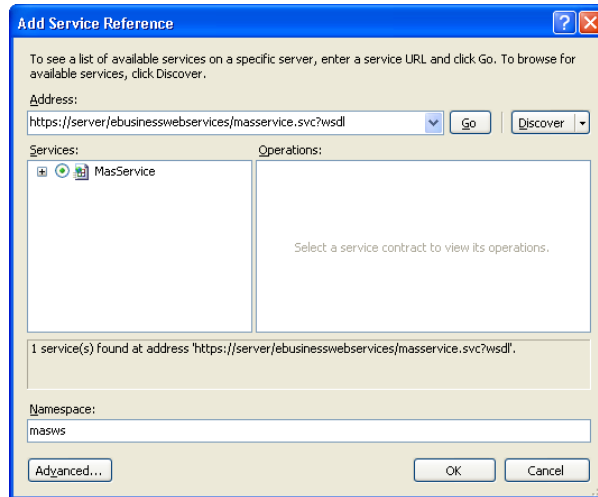 Add Service Reference
To see a list of available services on a specific server, enter a service URL and click Go. To browse for
available services, click Discover.
Address:
https://server/ebusinesswebservices/masservice.svc?wsdl
Go
Discover
Services:
Operations:
MasService
Select a service contract to view its operations.
1 service(s) found at address 'https://server/ebusinesswebservices/masservice.svc?wsdl'.
Namespace:
masws
Advanced...
OK
Cancel